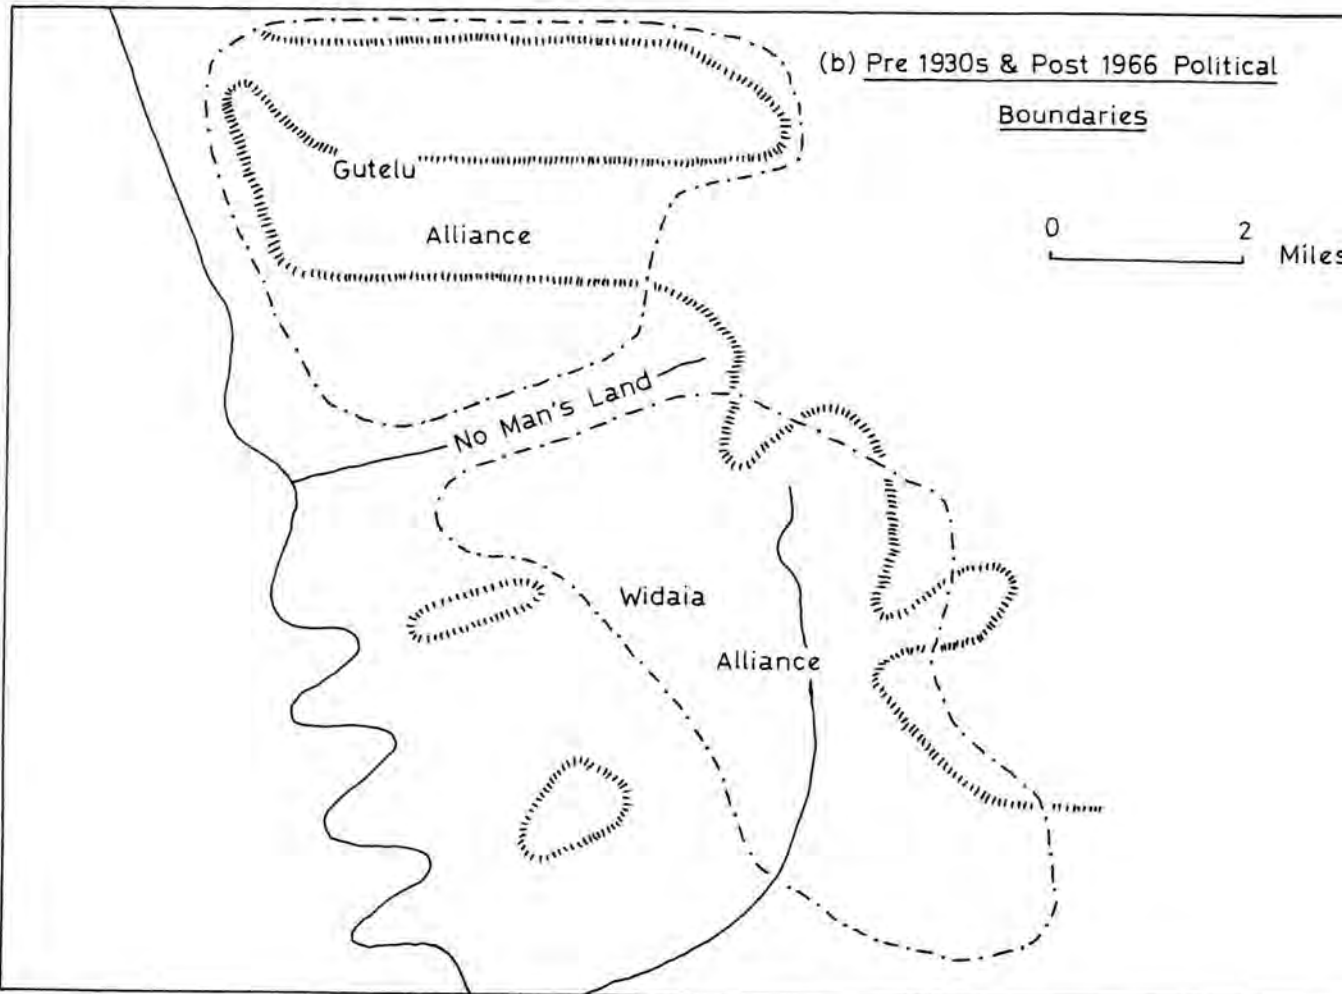 (b) Pre 1930s & Post 1966 Political
Boundaries
0 2
Miles
Gutelu
Alliance
No Man's Land
Widaia
Alliance